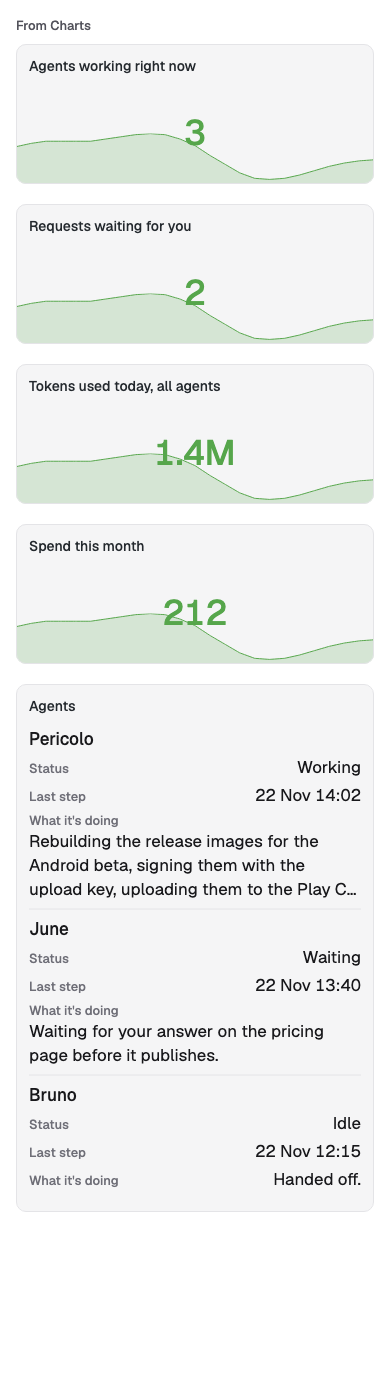 From Charts
Agents working right now
3
Requests waiting for you
2
Tokens used today, all agents
1.4M
Spend this month
212
Agents
Pericolo
Status Working
Last step 22 Nov 14:02
What it's doing
Rebuilding the release images for the
Android beta, signing them with the
upload key, uploading them to the Play C...
June
Status Waiting
Last step 22 Nov 13:40
What it's doing
Waiting for your answer on the pricing
page before it publishes.
Bruno
Status Idle
Last step 22 Nov 12:15
What it's doing Handed off.